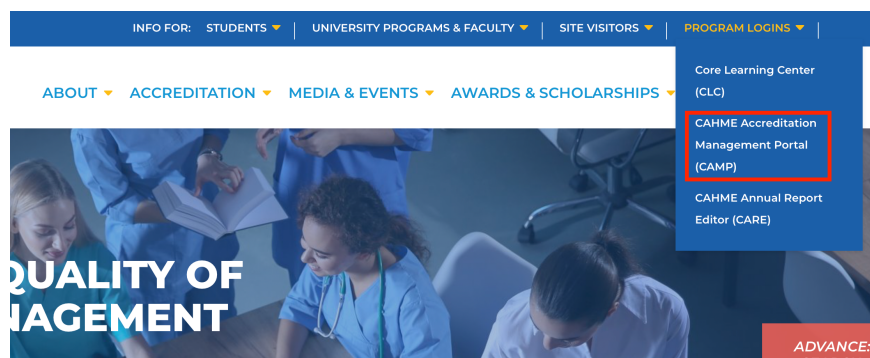 INFO FOR: STUDENTS UNIVERSITY PROGRAMS & FACULTY SITE VISITORS PROGRAM LOGINS
ABOUT ACCREDITATION MEDIA & EVENTS AWARDS & SCHOLARSHIPS
Core Learning Center
(CLC)
CAHME Accreditation
Management Portal
(CAMP)
CAHME Annual Report
Editor (CARE)
QUALITY OF
NAGEMENT
ADVANCE: